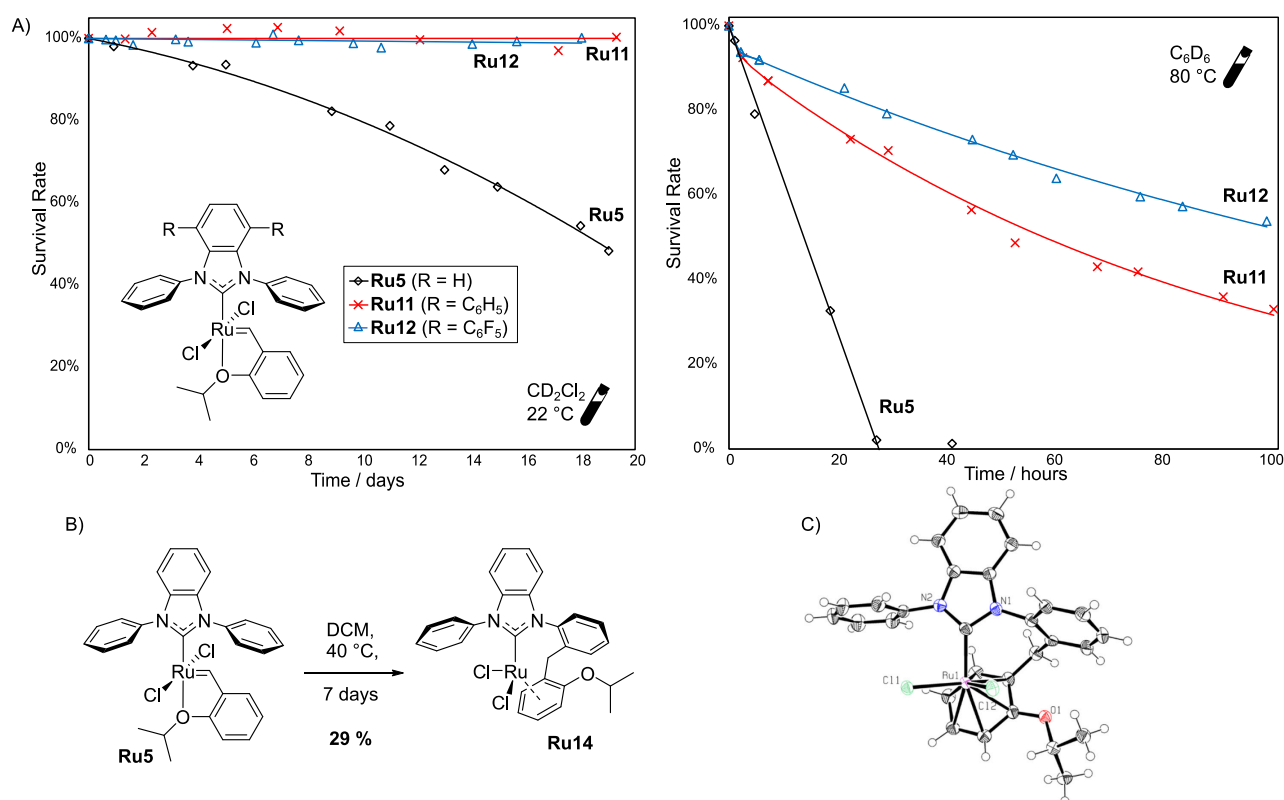 A)
Survival Rate
100%
80%
60%
40%
20%
0%
0 2 4 6 8 10 12 14 16 18 20
Time / days
Ru12
Ru11
Ru5
R
R
N
N
Cl
Ru
Cl
O
Ru5 (R = H)
Ru11 (R = C6H5)
Ru12 (R = C6F5)
CD2Cl2
22 °C
Survival Rate
100%
80%
60%
40%
20%
0%
0 20 40 60 80 100
Time / hours
C6D6
80 °C
Ru12
Ru11
Ru5
B)
N
N
Cl
Ru
Cl
O
Ru5
DCM,
40 °C,
7 days
29 %
N
N
Cl
Ru
Cl
O
Ru14
C)
N2
N1
Ru1
Cl1
Cl2
O1